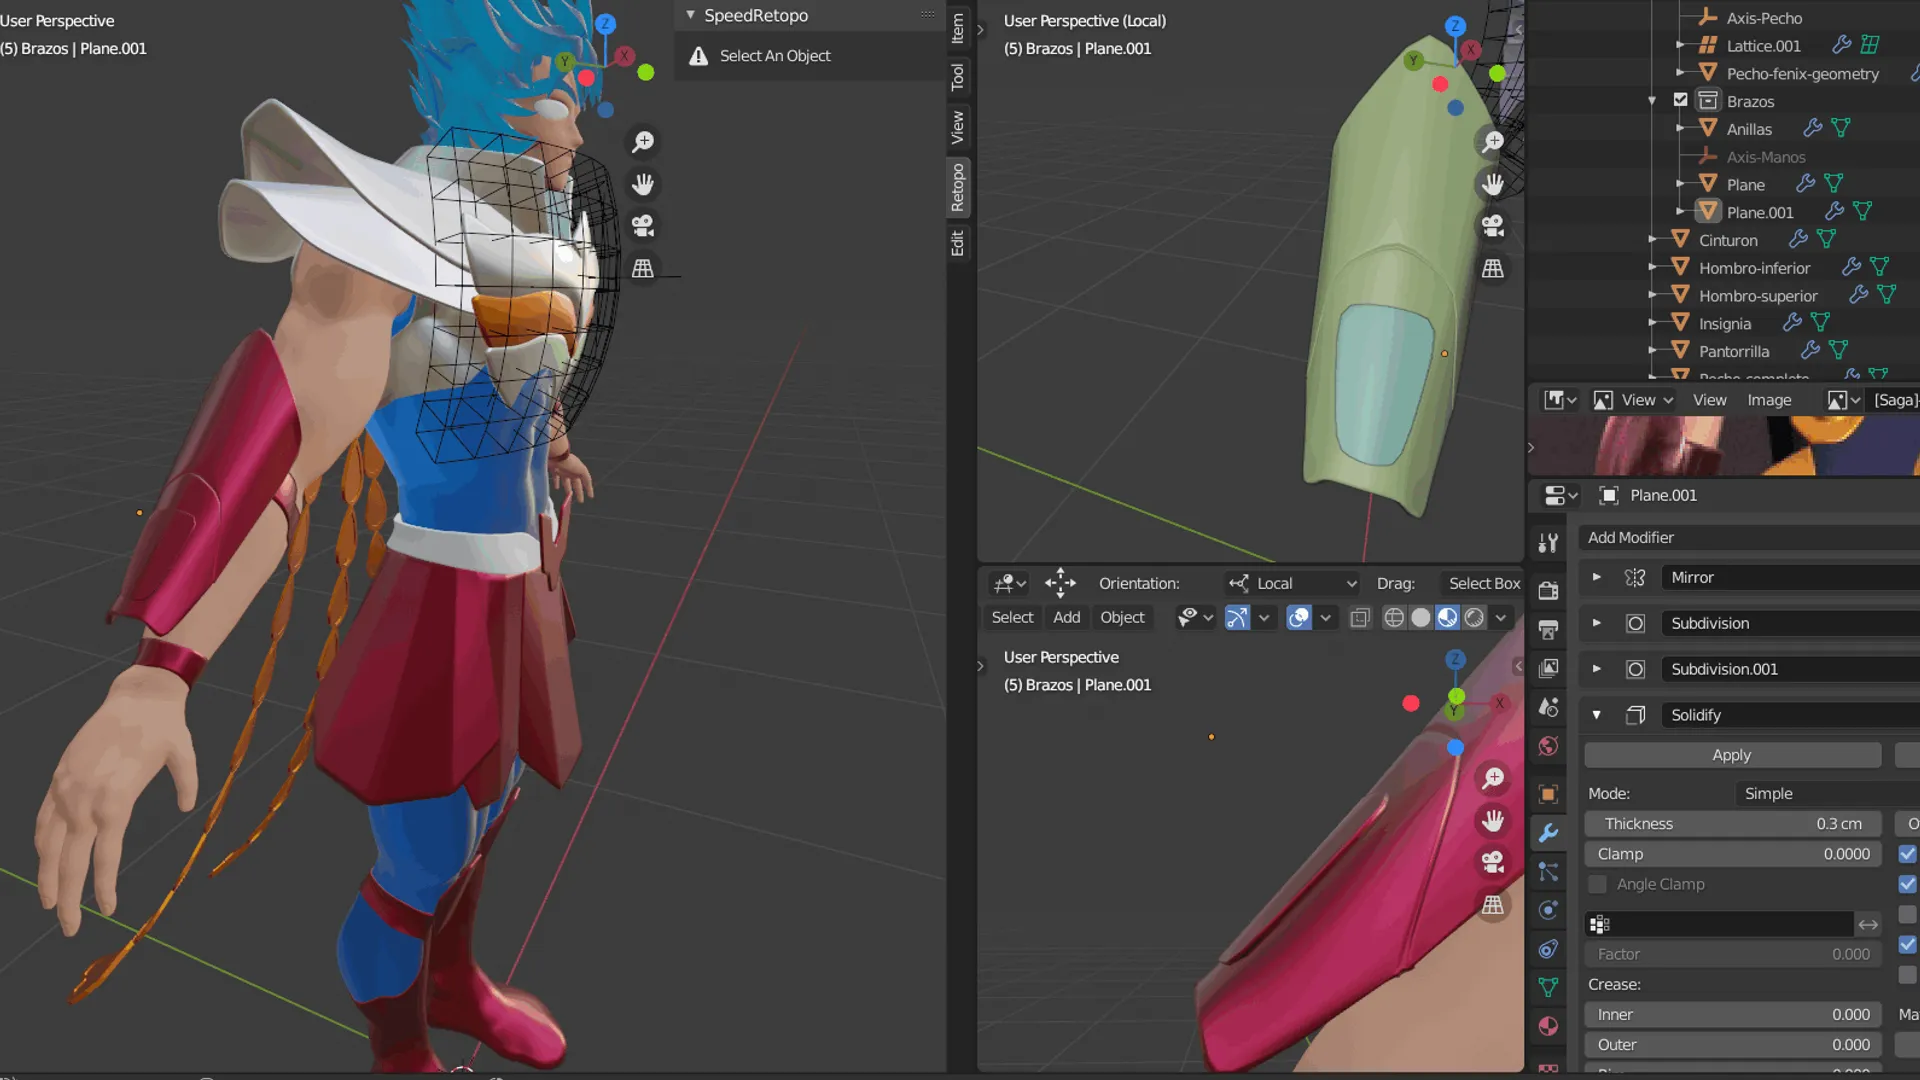 User Perspective
(5) Brazos | Plane.001
SpeedRetopo
Select An Object
Z
Y
X
Item
Tool
View
Retopo
Edit
User Perspective (Local)
(5) Brazos | Plane.001
Z
Y
X
Select
Add
Object
Orientation:
Local
Drag:
Select Box
User Perspective
(5) Brazos | Plane.001
Z
Y
X
Axis-Pecho
Lattice.001
Pecho-fenix-geometry
Brazos
Anillas
Axis-Manos
Plane
Plane.001
Cinturon
Hombro-inferior
Hombro-superior
Insignia
Pantorrilla
Pecho-completo
View
View
Image
[Saga]-
Plane.001
Add Modifier
Mirror
Subdivision
Subdivision.001
Solidify
Apply
Mode:
Simple
Thickness 0.3 cm
O
Clamp 0.0000
Angle Clamp
Factor 0.000
Crease:
Inner 0.000
Ma
Outer 0.000